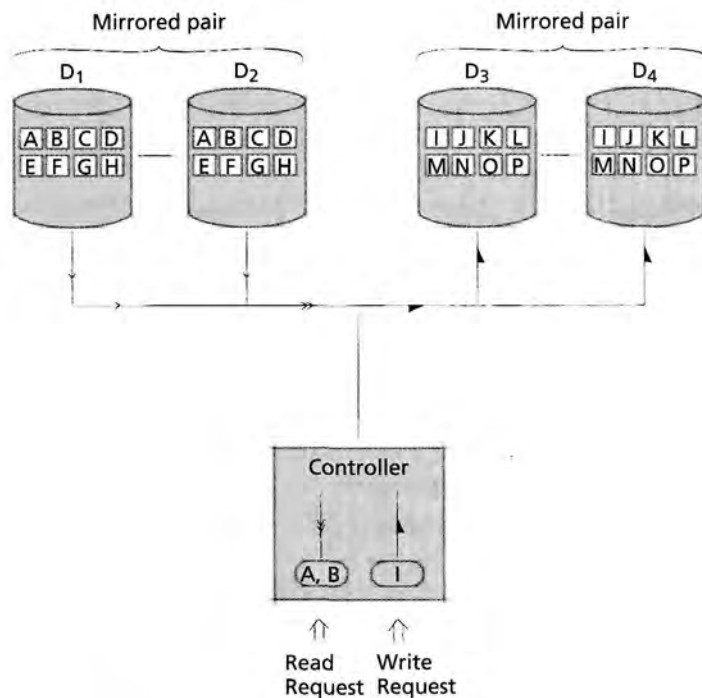 Mirrored pair Mirrored pair
D1 D2 D3 D4
A B C D A B C D I J K L I J K L
E F G H E F G H M N O P M N O P
Controller
A, B I
Read Write
Request Request